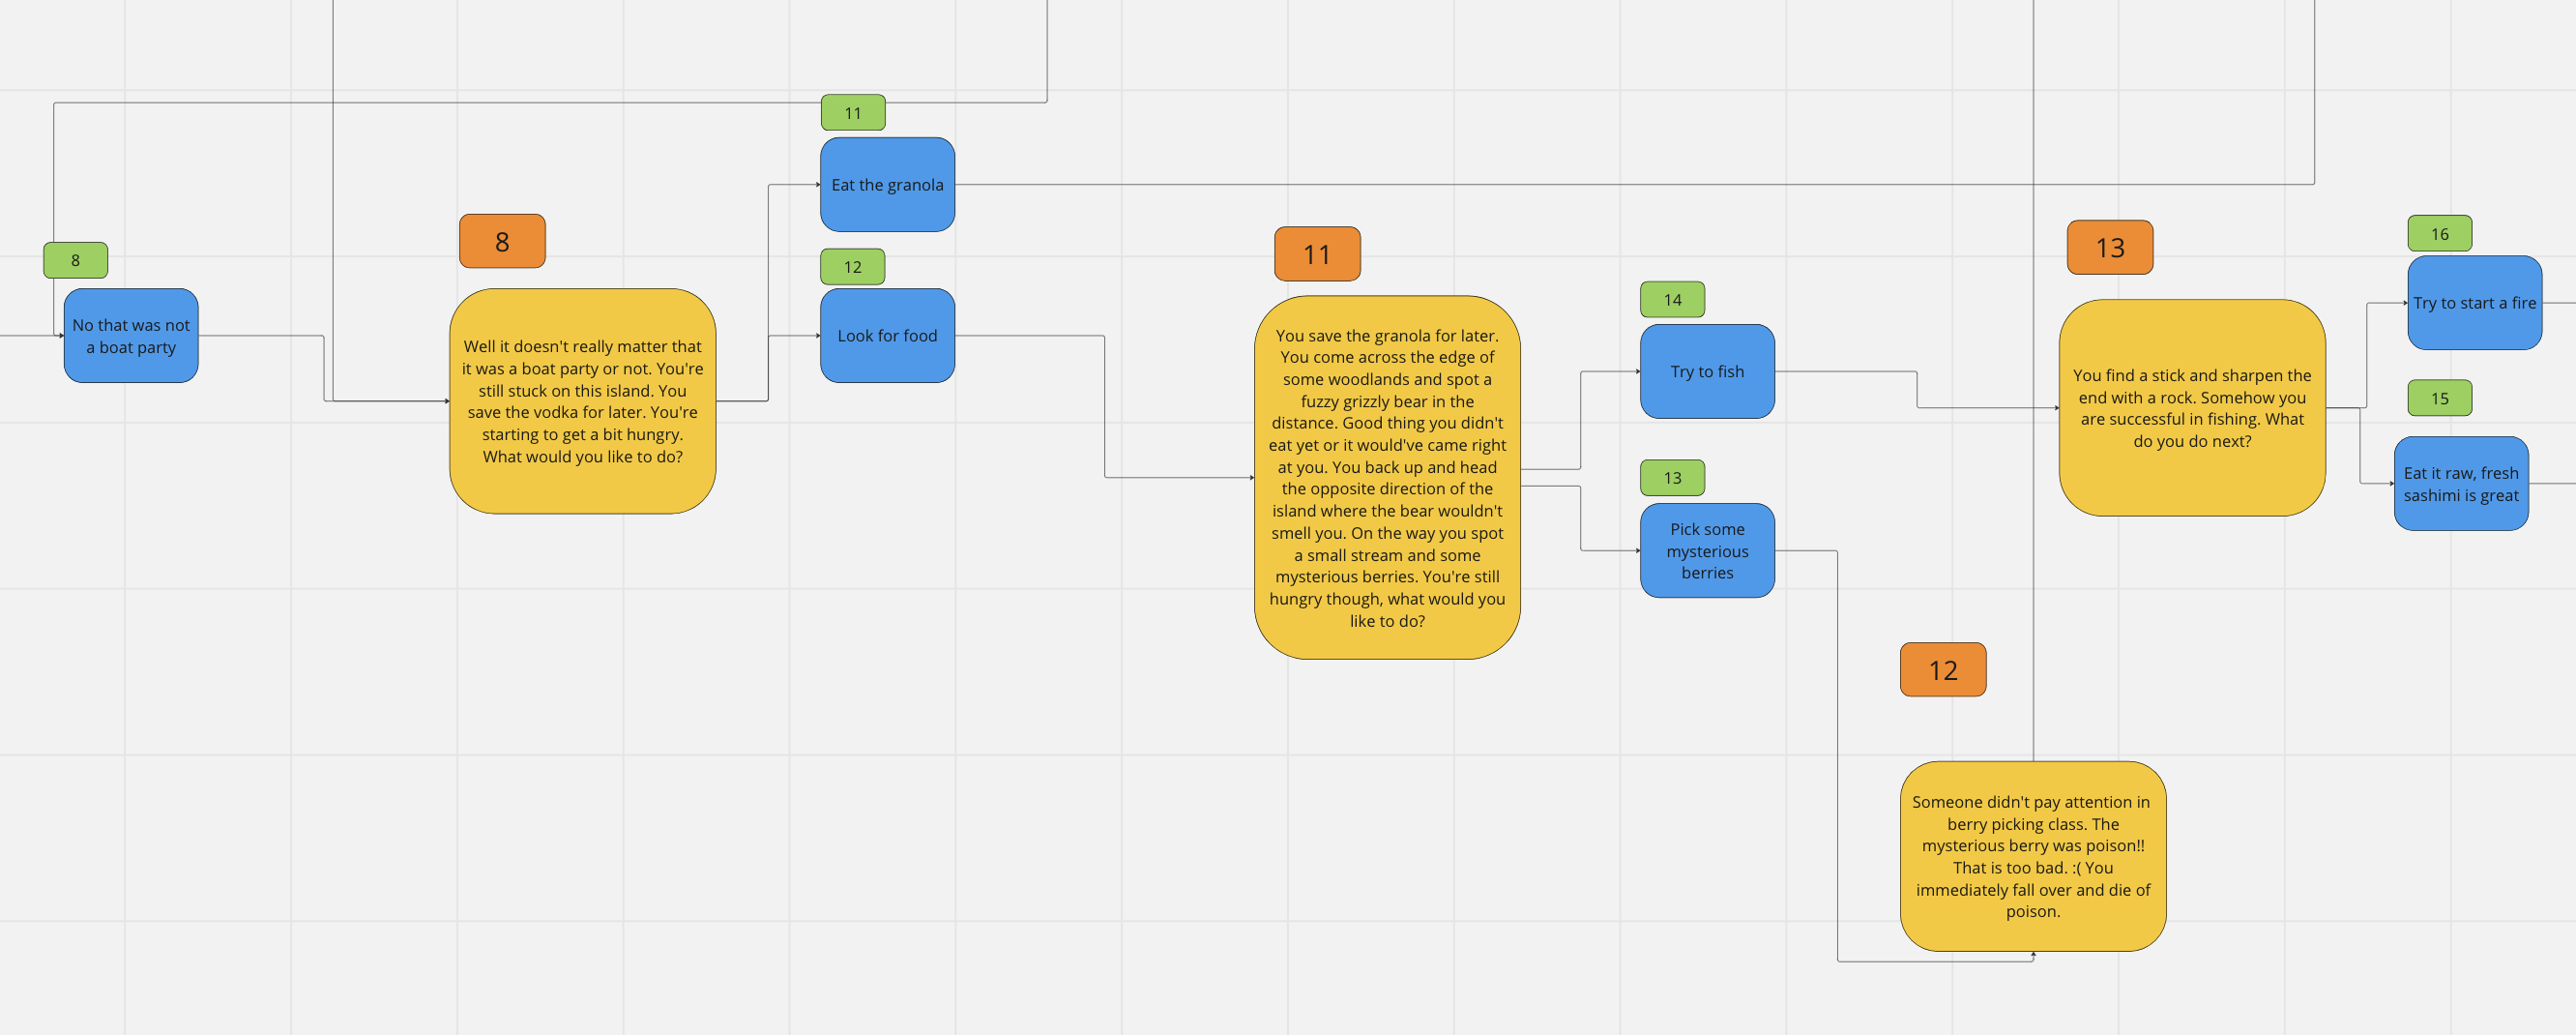 8
No that was not
a boat party
8
Well it doesn't really matter that
it was a boat party or not. You're
still stuck on this island. You
save the vodka for later. You're
starting to get a bit hungry.
What would you like to do?
11
Eat the granola
12
Look for food
11
You save the granola for later.
You come across the edge of
some woodlands and spot a
fuzzy grizzly bear in the
distance. Good thing you didn't
eat yet or it would've came right
at you. You back up and head
the opposite direction of the
island where the bear wouldn't
smell you. On the way you spot
a small stream and some
mysterious berries. You're still
hungry though, what would you
like to do?
14
Try to fish
13
Pick some
mysterious
berries
12
Someone didn't pay attention in
berry picking class. The
mysterious berry was poison!!
That is too bad. :( You
immediately fall over and die of
poison.
13
You find a stick and sharpen the
end with a rock. Somehow you
are successful in fishing. What
do you do next?
16
Try to start a fire
15
Eat it raw, fresh
sashimi is great